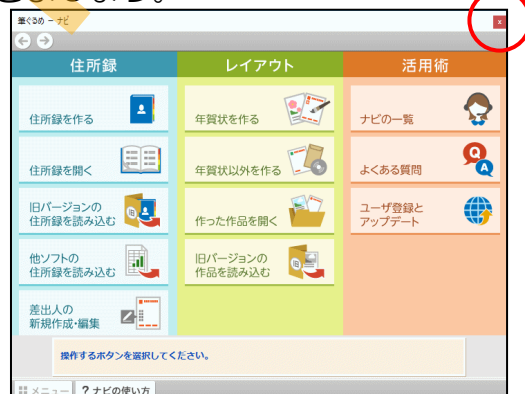 筆ぐるめ － ナビ
x
住所録
レイアウト
活用術
住所録を作る
年賀状を作る
ナビの一覧
住所録を開く
年賀状以外を作る
よくある質問
旧バージョンの
住所録を読み込む
作った作品を開く
ユーザ登録と
アップデート
他ソフトの
住所録を読み込む
旧バージョンの
作品を読み込む
差出人の
新規作成・編集
操作するボタンを選択してください。
メニュー
? ナビの使い方